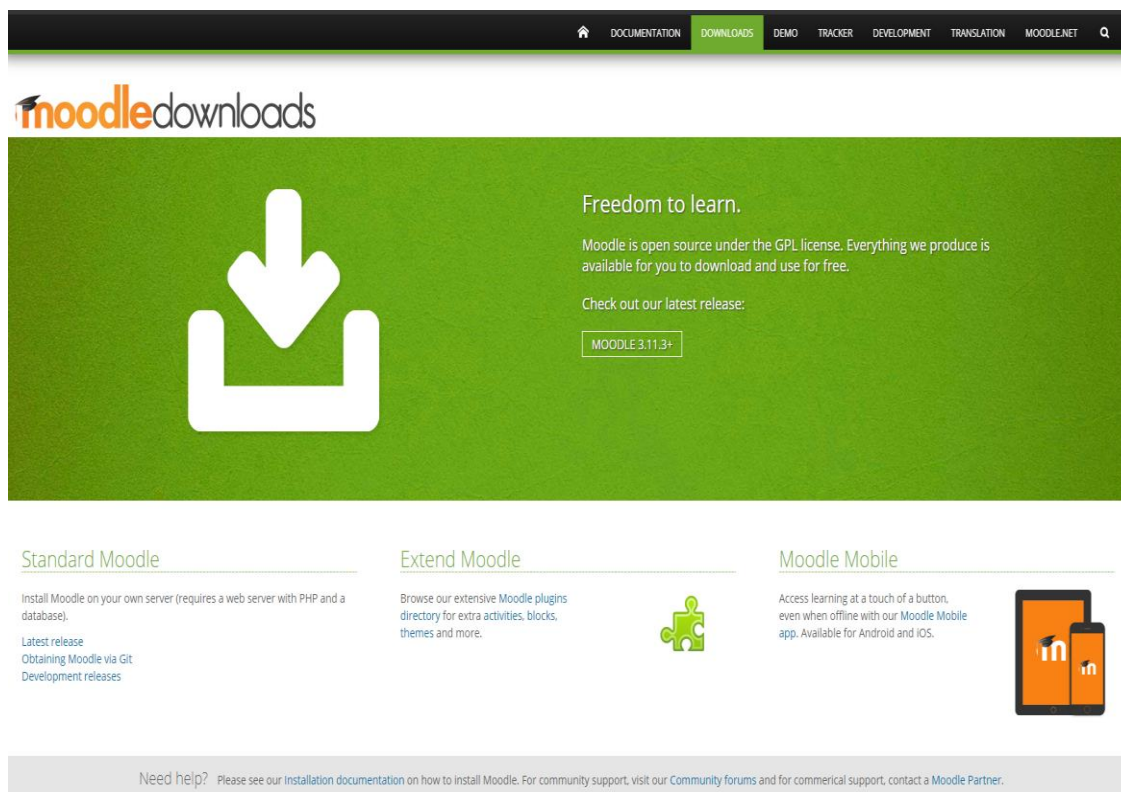 DOCUMENTATION DOWNLOADS DEMO TRACKER DEVELOPMENT TRANSLATION MOODLE.NET
moodledownloads
Freedom to learn.
Moodle is open source under the GPL license. Everything we produce is
available for you to download and use for free.
Check out our latest release:
MOODLE 3.11.3+
Standard Moodle
Install Moodle on your own server (requires a web server with PHP and a
database).
Latest release
Obtaining Moodle via Git
Development releases
Extend Moodle
Browse our extensive Moodle plugins
directory for extra activities, blocks,
themes and more.
Moodle Mobile
Access learning at a touch of a button,
even when offline with our Moodle Mobile
app. Available for Android and iOS.
m
m
Need help? Please see our Installation documentation on how to install Moodle. For community support, visit our Community forums and for commerical support, contact a Moodle Partner.